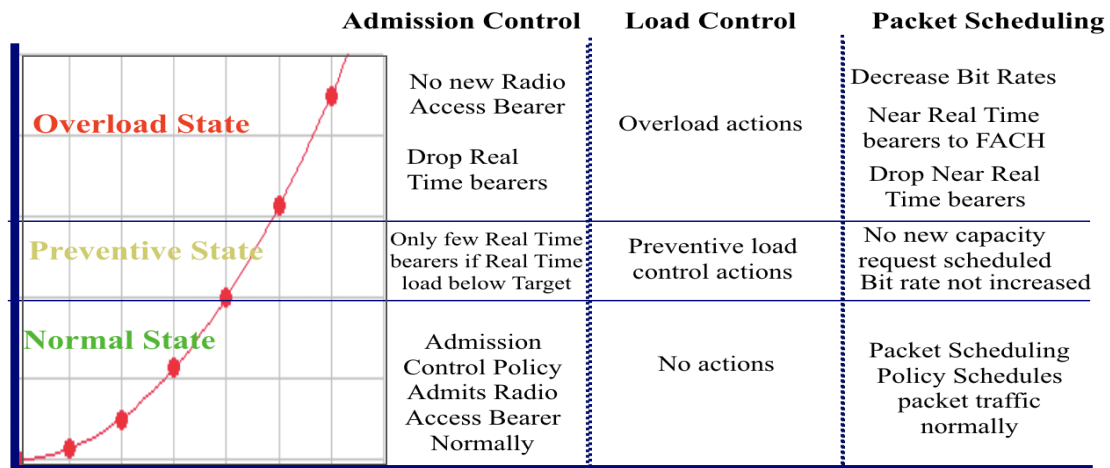 Admission Control
Load Control
Packet Scheduling
Overload State
No new Radio
Access Bearer
Drop Real
Time bearers
Overload actions
Decrease Bit Rates
Near Real Time
bearers to FACH
Drop Near Real
Time bearers
Preventive State
Only few Real Time
bearers if Real Time
load below Target
Preventive load
control actions
No new capacity
request scheduled
Bit rate not increased
Normal State
Admission
Control Policy
Admits Radio
Access Bearer
Normally
No actions
Packet Scheduling
Policy Schedules
packet traffic
normally